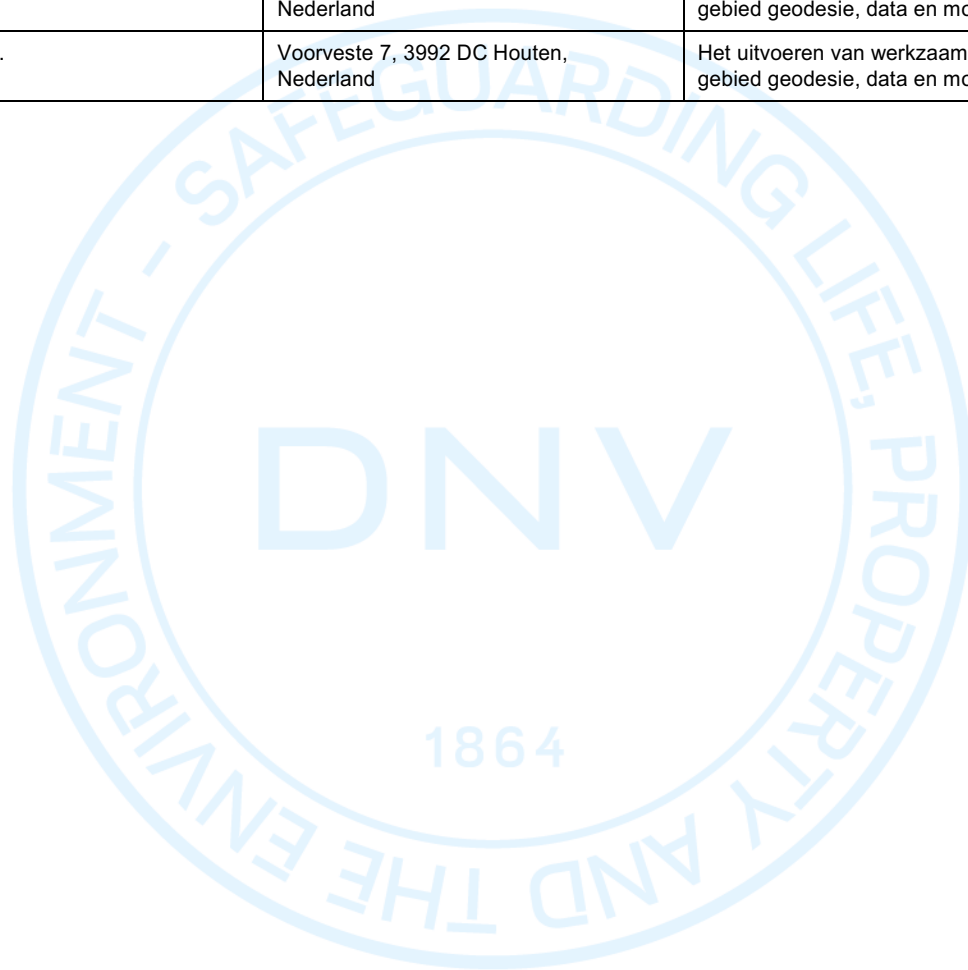 Nederland
gebied geodesie, data en mo
.
Voorveste 7, 3992 DC Houten,
Nederland
Het uitvoeren van werkzaam
gebied geodesie, data en mo
SAFEGUARDING LIFE, PROPERTY AND THE ENVIRONMENT -
DNV
1864